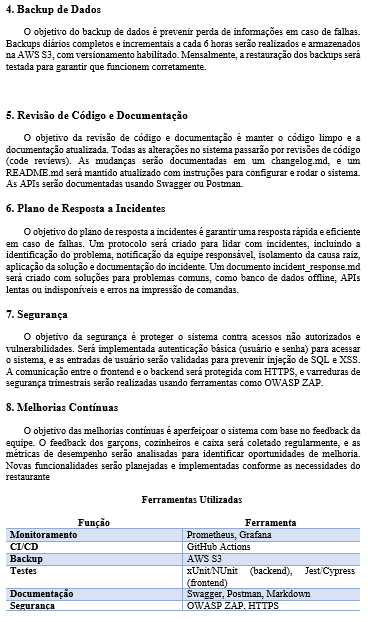 4. Backup de Dados
O objetivo do backup de dados é prevenir perda de informações em caso de falhas.
Backups diários completos e incrementais a cada 6 horas serão realizados e armazenados
na AWS S3, com versionamento habilitado. Mensalmente, a restauração dos backups será
testada para garantir que funcionem corretamente.
5. Revisão de Código e Documentação
O objetivo da revisão de código e documentação é manter o código limpo e a
documentação atualizada. Todas as alterações no sistema passarão por revisões de código
(code reviews). As mudanças serão documentadas em um changelog.md, e um
README.md será mantido atualizado com instruções para configurar e rodar o sistema.
As APIs serão documentadas usando Swagger ou Postman.
6. Plano de Resposta a Incidentes
O objetivo do plano de resposta a incidentes é garantir uma resposta rápida e eficiente
em caso de falhas. Um protocolo será criado para lidar com incidentes, incluindo a
identificação do problema, notificação da equipe responsável, isolamento da causa raiz,
aplicação da solução e documentação do incidente. Um documento incident_response.md
será criado com soluções para problemas comuns, como banco de dados offline, APIs
lentas ou indisponíveis e erros na impressão de comandas.
7. Segurança
O objetivo da segurança é proteger o sistema contra acessos não autorizados e
vulnerabilidades. Será implementada autenticação básica (usuário e senha) para acessar
o sistema, e as entradas de usuário serão validadas para prevenir injeção de SQL e XSS.
A comunicação entre o frontend e o backend será protegida com HTTPS, e varreduras de
segurança trimestrais serão realizadas usando ferramentas como OWASP ZAP.
8. Melhorias Contínuas
O objetivo das melhorias contínuas é aperfeiçoar o sistema com base no feedback da
equipe. O feedback dos garçons, cozinheiros e caixa será coletado regularmente, e as
métricas de desempenho serão analisadas para identificar oportunidades de melhoria.
Novas funcionalidades serão planejadas e implementadas conforme as necessidades do
restaurante
Ferramentas Utilizadas
Função Ferramenta
Monitoramento Prometheus, Grafana
CI/CD GitHub Actions
Backup AWS S3
Testes xUnit/NUnit (backend), Jest/Cypress
(frontend)
Documentação Swagger, Postman, Markdown
Segurança OWASP ZAP, HTTPS